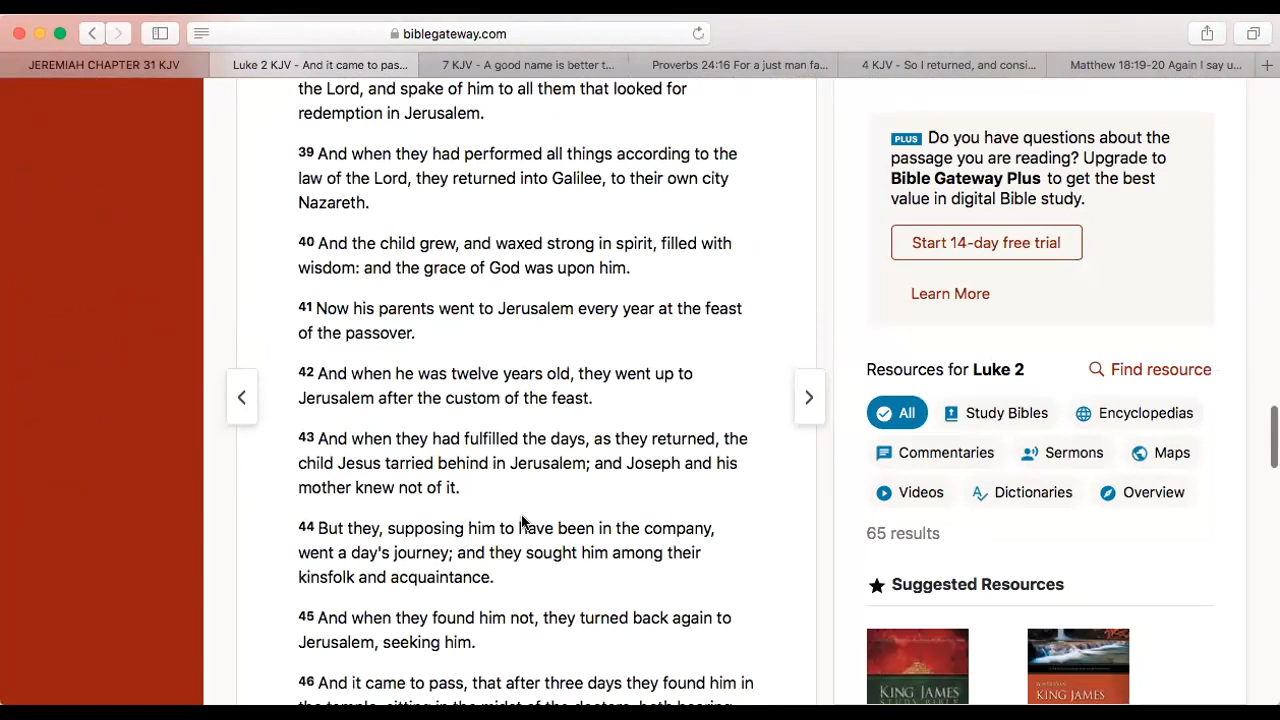 biblegateway.com
JEREMIAH CHAPTER 31 KJV
Luke 2 KJV - And it came to pas...
7 KJV - A good name is better t...
Proverbs 24:16 For a just man fa...
4 KJV - So I returned, and consi...
Matthew 18:19-20 Again I say u...
the Lord, and spake of him to all them that looked for
redemption in Jerusalem.
39 And when they had performed all things according to the
law of the Lord, they returned into Galilee, to their own city
Nazareth.
40 And the child grew, and waxed strong in spirit, filled with
wisdom: and the grace of God was upon him.
41 Now his parents went to Jerusalem every year at the feast
of the passover.
42 And when he was twelve years old, they went up to
Jerusalem after the custom of the feast.
43 And when they had fulfilled the days, as they returned, the
child Jesus tarried behind in Jerusalem; and Joseph and his
mother knew not of it.
44 But they, supposing him to have been in the company,
went a day's journey; and they sought him among their
kinsfolk and acquaintance.
45 And when they found him not, they turned back again to
Jerusalem, seeking him.
46 And it came to pass, that after three days they found him in
the temple, sitting in the midst of the doctors, both hearing
PLUS Do you have questions about the
passage you are reading? Upgrade to
Bible Gateway Plus to get the best
value in digital Bible study.
Start 14-day free trial
Learn More
Resources for Luke 2
Find resource
All
Study Bibles
Encyclopedias
Commentaries
Sermons
Maps
Videos
Dictionaries
Overview
65 results
Suggested Resources
KING JAMES
STUDY BIBLE
KING JAMES